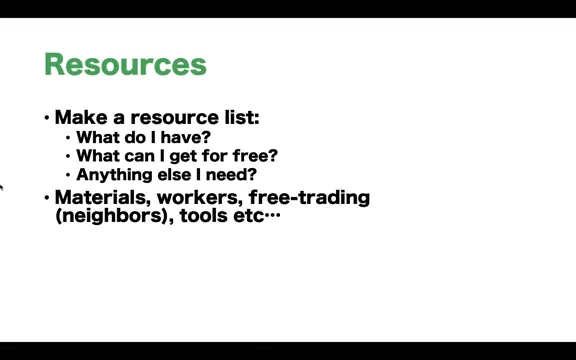 Resources
• Make a resource list:
• What do I have?
• What can I get for free?
• Anything else I need?
• Materials, workers, free-trading
(neighbors), tools etc…